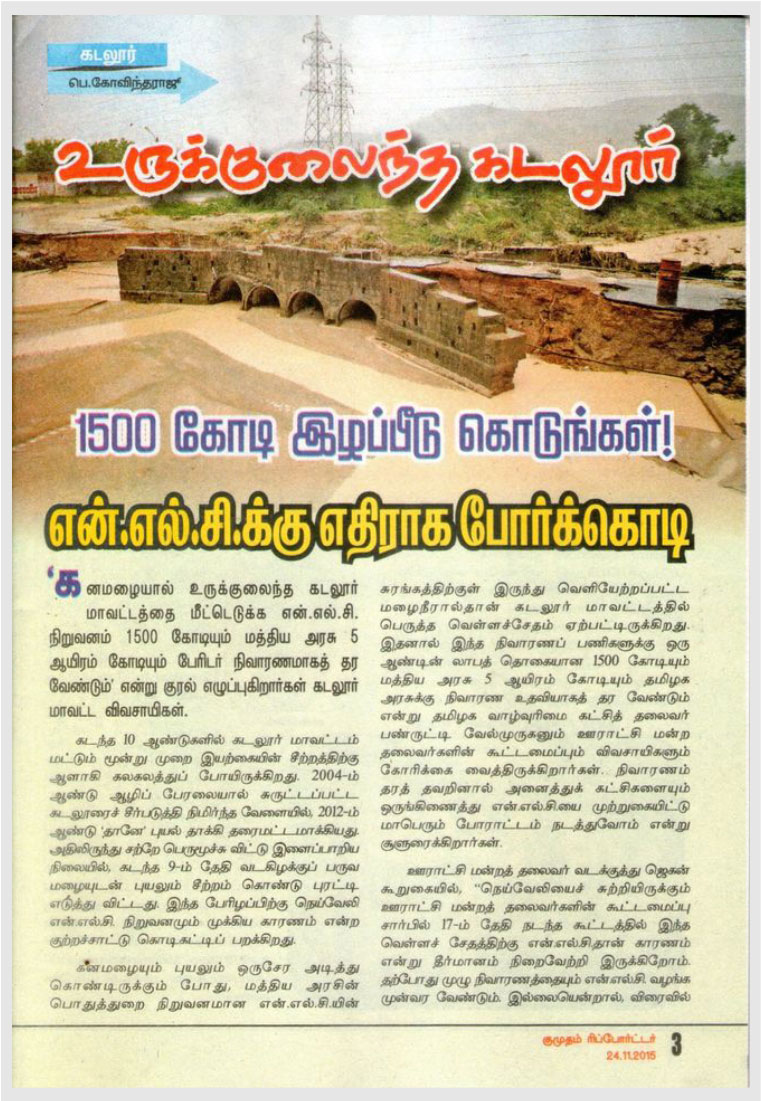 கடலூர்
பெ.கோவிந்தராஜ்
உருக்குலைந்த கடலூர்
1500 கோடி இழப்பீடு கொடுங்கள்!
என்.எல்.சி.க்கு எதிராக போர்க்கொடி
'கனமழையால் உருக்குலைந்த கடலூர்
மாவட்டத்தை மீட்டெடுக்க என்.எல்.சி.
நிறுவனம் 1500 கோடியும் மத்திய அரசு 5
ஆயிரம் கோடியும் பேரிடர் நிவாரணமாகத் தர
வேண்டும்' என்று குரல் எழுப்புகிறார்கள் கடலூர்
மாவட்ட விவசாயிகள்.
கடந்த 10 ஆண்டுகளில் கடலூர் மாவட்டம்
மட்டும் மூன்று முறை இயற்கையின் சீற்றத்திற்கு
ஆளாகி கலகலத்துப் போயிருக்கிறது. 2004-ம்
ஆண்டு ஆழிப் பேரலையால் சுருட்டப்பட்ட
கடலூரைச் சீர்படுத்தி நிமிர்ந்த வேளையில், 2012-ம்
ஆண்டு 'தானே' புயல் தாக்கி தரைமட்டமாக்கியது.
அதிலிருந்து சற்றே பெருமூச்சு விட்டு இளைப்பாறிய
நிலையில், கடந்த 9-ம் தேதி வடகிழக்குப் பருவ
மழையுடன் புயலும் சீற்றம் கொண்டு புரட்டி
எடுத்து விட்டது. இந்த பேரிழப்பிற்கு நெய்வேலி
என்.எல்.சி. நிறுவனமும் முக்கிய காரணம் என்ற
குற்றச்சாட்டு கொடிகட்டிப் பறக்கிறது.
கனமழையும் புயலும் ஒருசேர அடித்து
கொண்டிருக்கும் போது, மத்திய அரசின்
பொதுத்துறை நிறுவனமான என்.எல்.சி.யின்
சுரங்கத்திற்குள் இருந்து வெளியேற்றப்பட்ட
மழைநீரால்தான் கடலூர் மாவட்டத்தில்
பெருத்த வெள்ளச்சேதம் ஏற்பட்டிருக்கிறது.
இதனால் இந்த நிவாரணப் பணிகளுக்கு ஒரு
ஆண்டின் லாபத் தொகையான 1500 கோடியும்
மத்திய அரசு 5 ஆயிரம் கோடியும் தமிழக
அரசுக்கு நிவாரண உதவியாகத் தர வேண்டும்
என்று தமிழக வாழ்வுரிமை கட்சித் தலைவர்
பண்ருட்டி வேல்முருகனும் ஊராட்சி மன்ற
தலைவர்களின் கூட்டமைப்பும் விவசாயிகளும்
கோரிக்கை வைத்திருக்கிறார்கள்.. நிவாரணம்
தரத் தவறினால் அனைத்துக் கட்சிகளையும்
ஒருங்கிணைத்து என்.எல்.சி.யை முற்றுகையிட்டு
மாபெரும் போராட்டம் நடத்துவோம் என்று
சூளுரைக்கிறார்கள்.
ஊராட்சி மன்றத் தலைவர் வடக்குத்து ஜெகன்
கூறுகையில், “நெய்வேலியைச் சுற்றியிருக்கும்
ஊராட்சி மன்றத் தலைவர்களின் கூட்டமைப்பு
சார்பில் 17-ம் தேதி நடந்த கூட்டத்தில் இந்த
வெள்ளச் சேதத்திற்கு என்.எல்.சி.தான் காரணம்
என்று தீர்மானம் நிறைவேற்றி இருக்கிறோம்.
தற்போது முழு நிவாரணத்தையும் என்.எல்.சி. வழங்க
முன்வர வேண்டும். இல்லையென்றால், விரைவில்
குமுதம் ரிப்போர்ட்டர்
24.11.2015
3